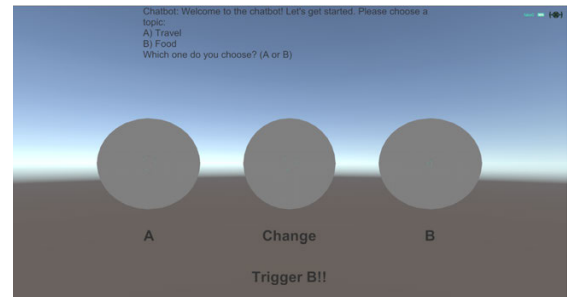 Chatbot: Welcome to the chatbot! Let's get started. Please choose a
topic:
A) Travel
B) Food
Which one do you choose? (A or B)
A
Change
B
Trigger B!!